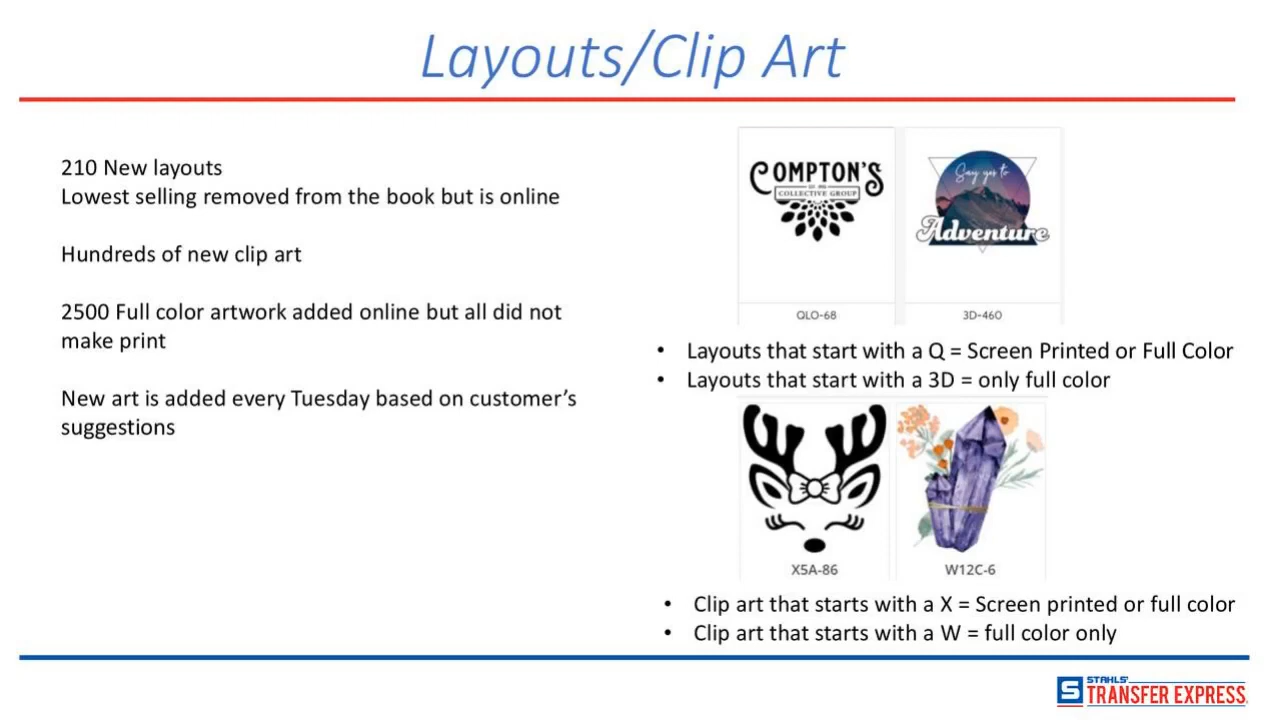 Layouts/Clip Art
210 New layouts
Lowest selling removed from the book but is online
Hundreds of new clip art
2500 Full color artwork added online but all did not
make print
New art is added every Tuesday based on customer’s
suggestions
COMPTON'S
COLLECTIVE GROUP
QLO-68
Say yes to
Adventure
3D-460
• Layouts that start with a Q = Screen Printed or Full Color
• Layouts that start with a 3D = only full color
X5A-86
W12C-6
• Clip art that starts with a X = Screen printed or full color
• Clip art that starts with a W = full color only
S STAHLS'
TRANSFER EXPRESS